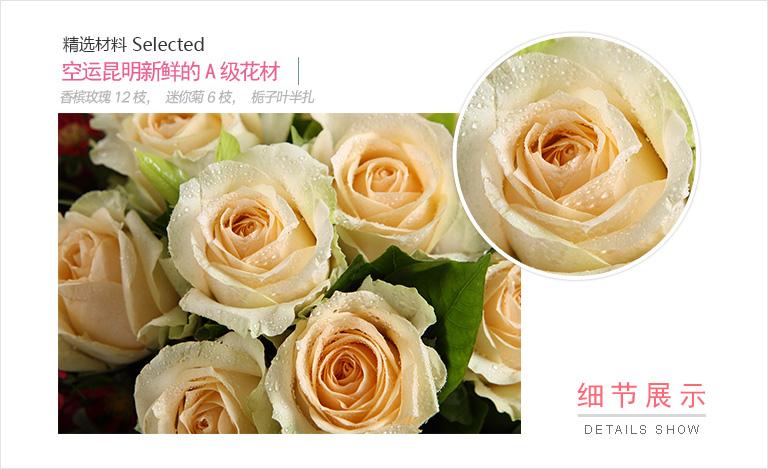 精选材料 Selected
空运昆明新鲜的 A 级花材
香槟玫瑰 12 枝， 迷你菊 6 枝， 栀子叶半扎
细节展示
DETAILS SHOW